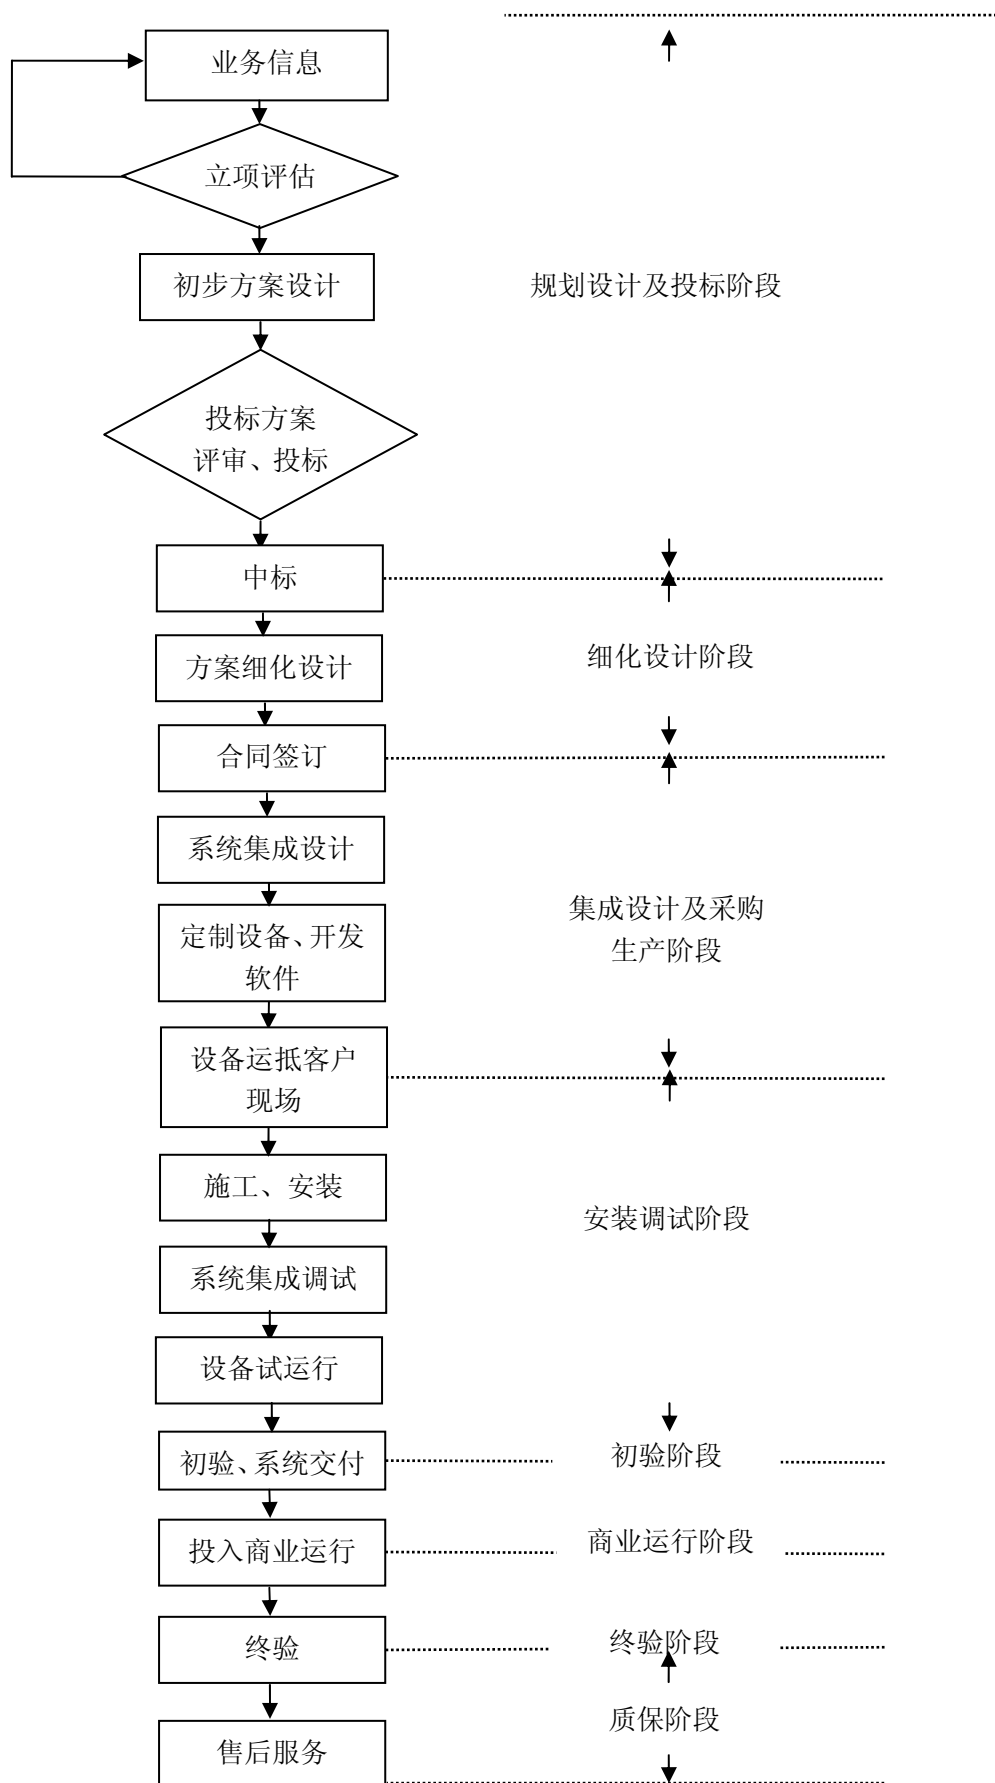 业务信息
立项评估
初步方案设计
规划设计及投标阶段
投标方案
评审、投标
中标
方案细化设计
细化设计阶段
合同签订
系统集成设计
集成设计及采购
生产阶段
定制设备、开发
软件
设备运抵客户
现场
施工、安装
安装调试阶段
系统集成调试
设备试运行
初验、系统交付
初验阶段
投入商业运行
商业运行阶段
终验
终验阶段
质保阶段
售后服务